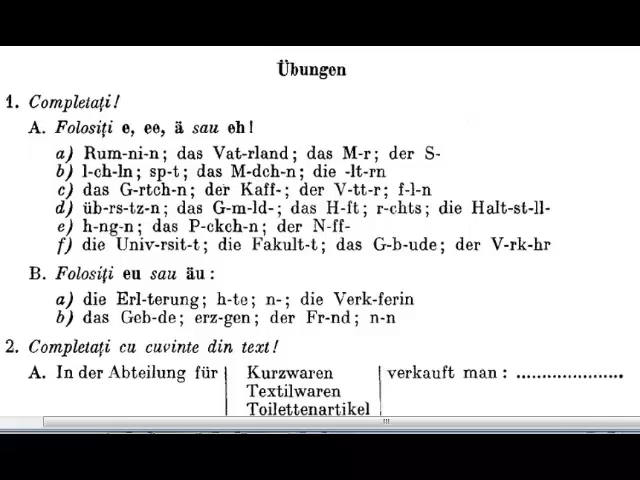 Übungen
1. Completați!
A. Folosiți e, ee, ä sau eh!
a) Rum-ni-n; das Vat-rland; das M-r; der S-
b) l-ch-ln; sp-t; das M-dch-n; die -lt-rn
c) das G-rtch-n; der Kaff-; der V-tt-r; f-l-n
d) üb-rs-tz-n; das G-m-ld-; das H-ft; r-chts; die Halt-st-ll-
e) h-ng-n; das P-ckch-n; der N-ff-
f) die Univ-rsit-t; die Fakult-t; das G-b-ude; der V-rk-hr
B. Folosiți eu sau äu:
a) die Erl-terung; h-te; n-; die Verk-ferin
b) das Geb-de; erz-gen; der Fr-nd; n-n
2. Completați cu cuvinte din text!
A. In der Abteilung für Kurzwaren verkauft man: .....................
Textilwaren
Toilettenartikel